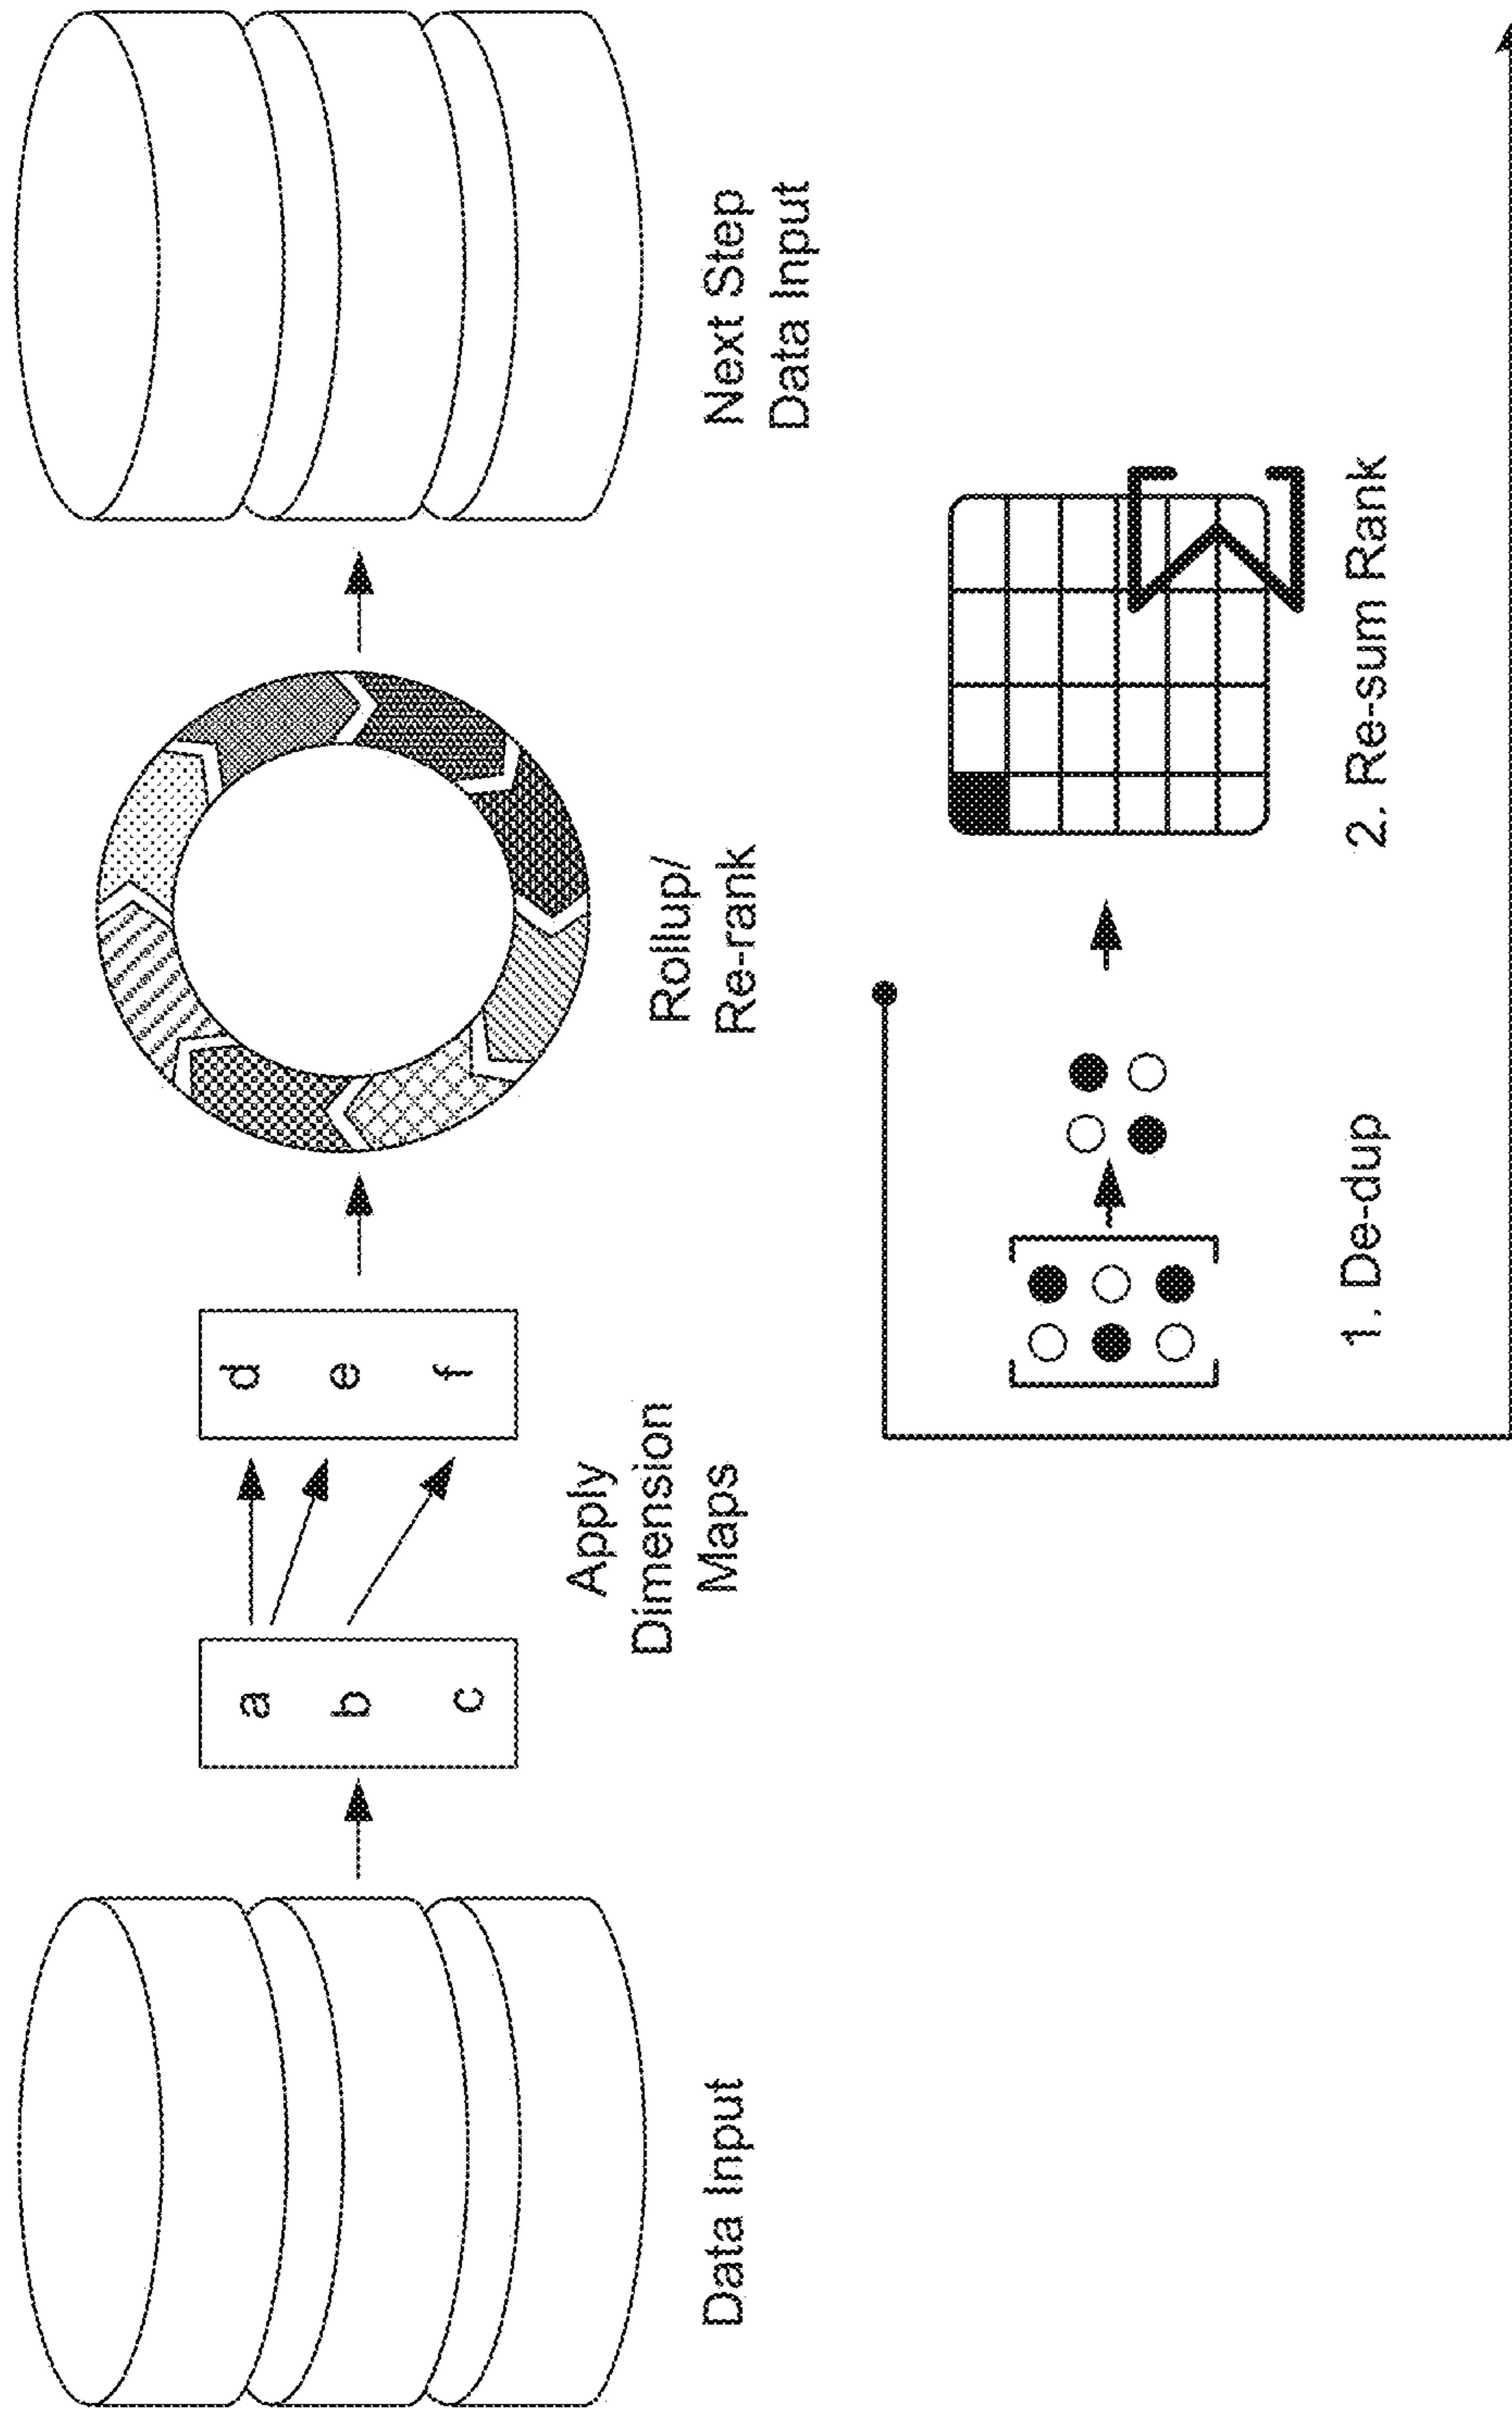 Data Input
a
b
c
Apply
Dimension
Maps
d
e
f
Rollup/
Re-rank
Next Step
Data Input
1. De-dup
2. Re-sum Rank